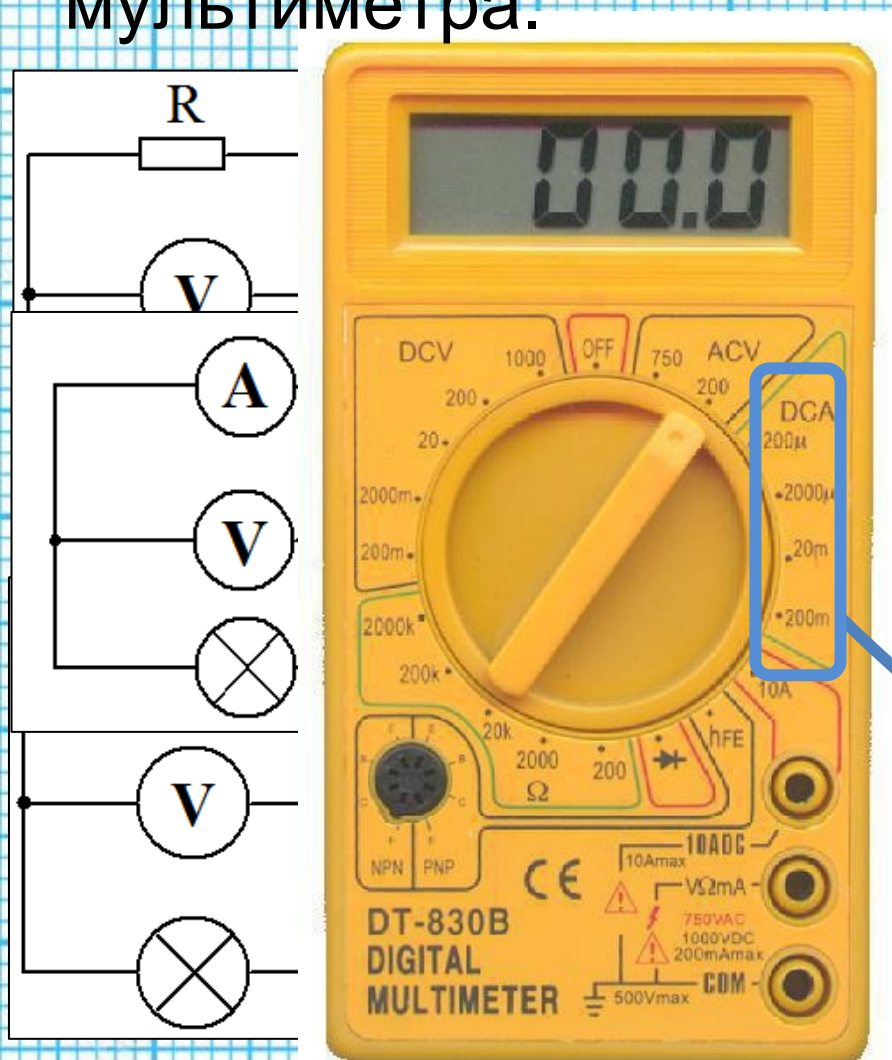 мультиметра.
R
V
A
V
V
00.0
DCV
1000
OFF
750
ACV
200
200
20
2000m
200m
DCA
200µ
2000µ
20m
200m
10A
2000k
200k
20k
2000
200
Ω
hFE
E E
B B
C C
E E
NPN PNP
CE
10ADC
10Amax
VΩmA
750VAC
1000VDC
200mAmax
COM
500Vmax
DT-830B
DIGITAL
MULTIMETER